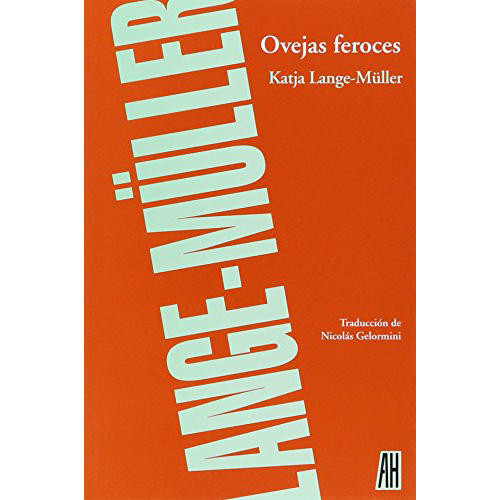 Ovejas feroces
Katja Lange-Müller
LANGE-MÜLLER
Traducción de
Nicolás Gelormini
AH